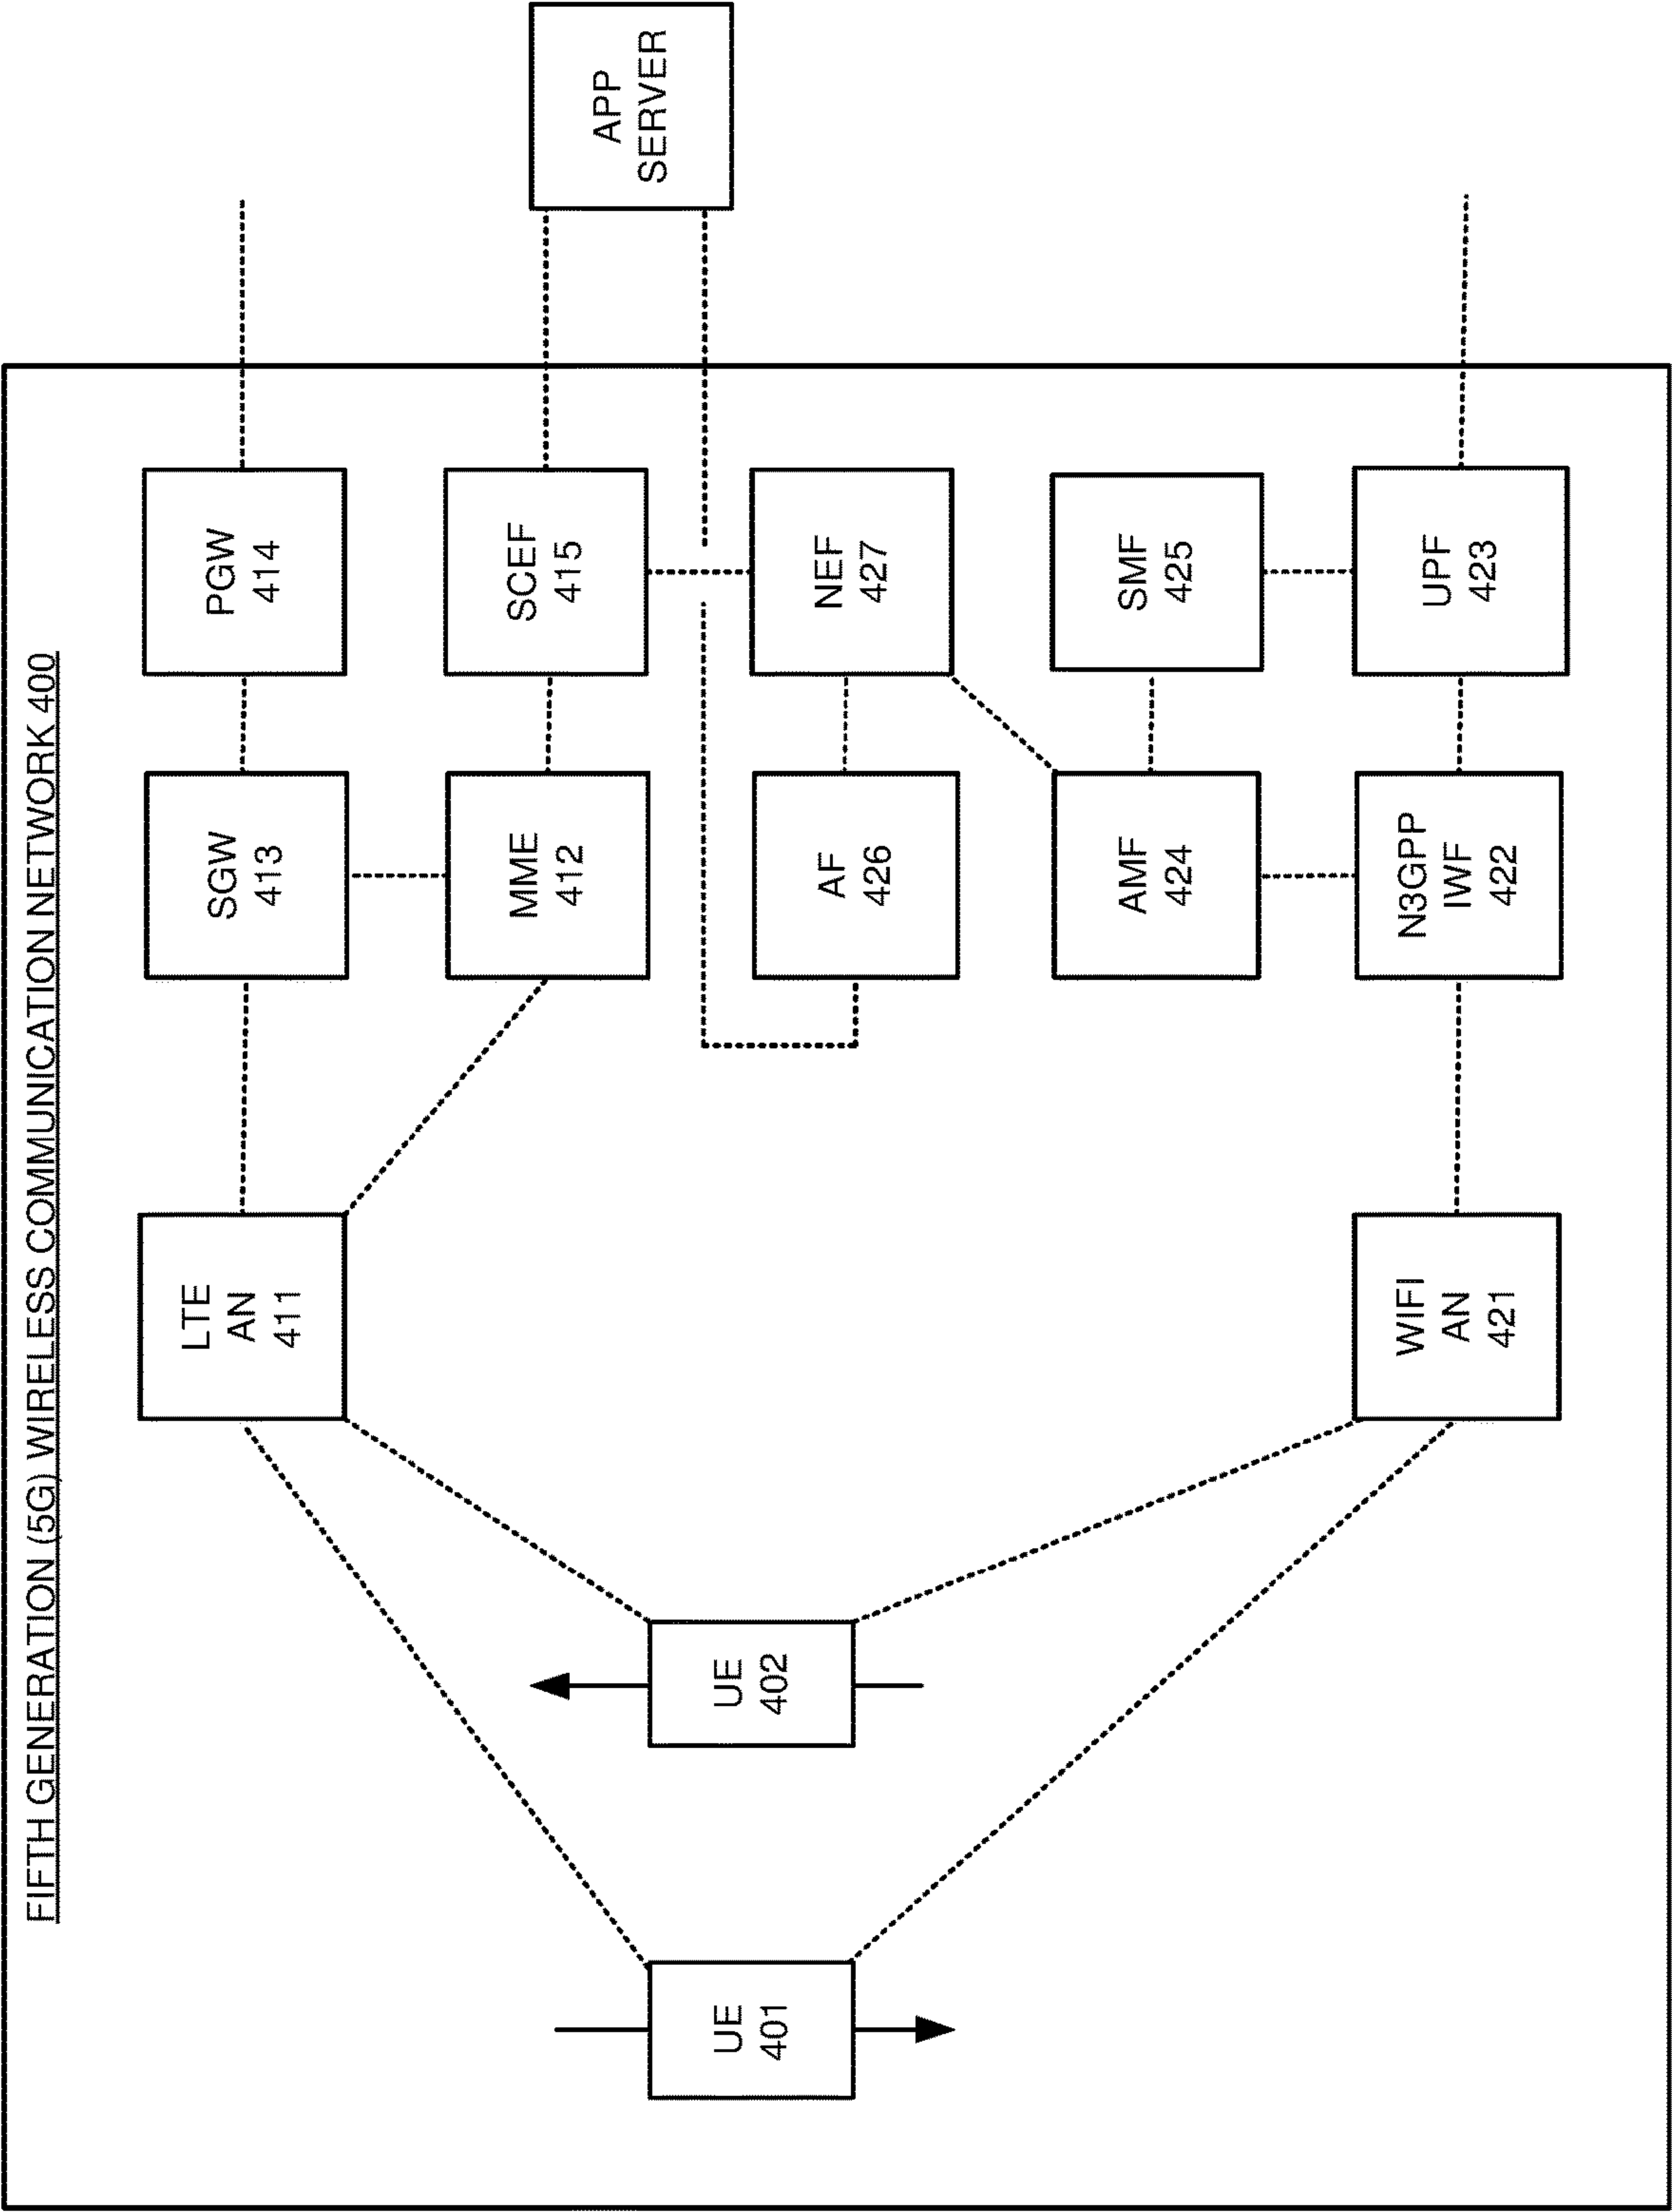 FIFTH GENERATION (5G) WIRELESS COMMUNICATION NETWORK 400
LTE
AN
411
SGW
413
PGW
414
MME
412
SCEF
415
APP
SERVER
UE
401
UE
402
AF
426
NEF
427
AMF
424
SMF
425
WIFI
AN
421
N3GPP
IWF
422
UPF
423